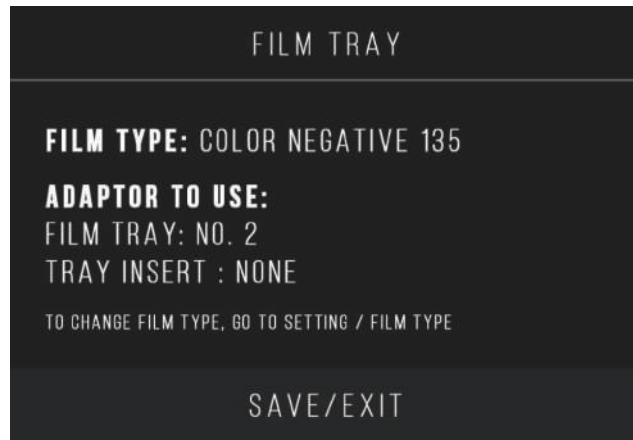 FILM TRAY
FILM TYPE: COLOR NEGATIVE 135
ADAPTOR TO USE:
FILM TRAY: NO. 2
TRAY INSERT : NONE
TO CHANGE FILM TYPE, GO TO SETTING / FILM TYPE
SAVE/EXIT